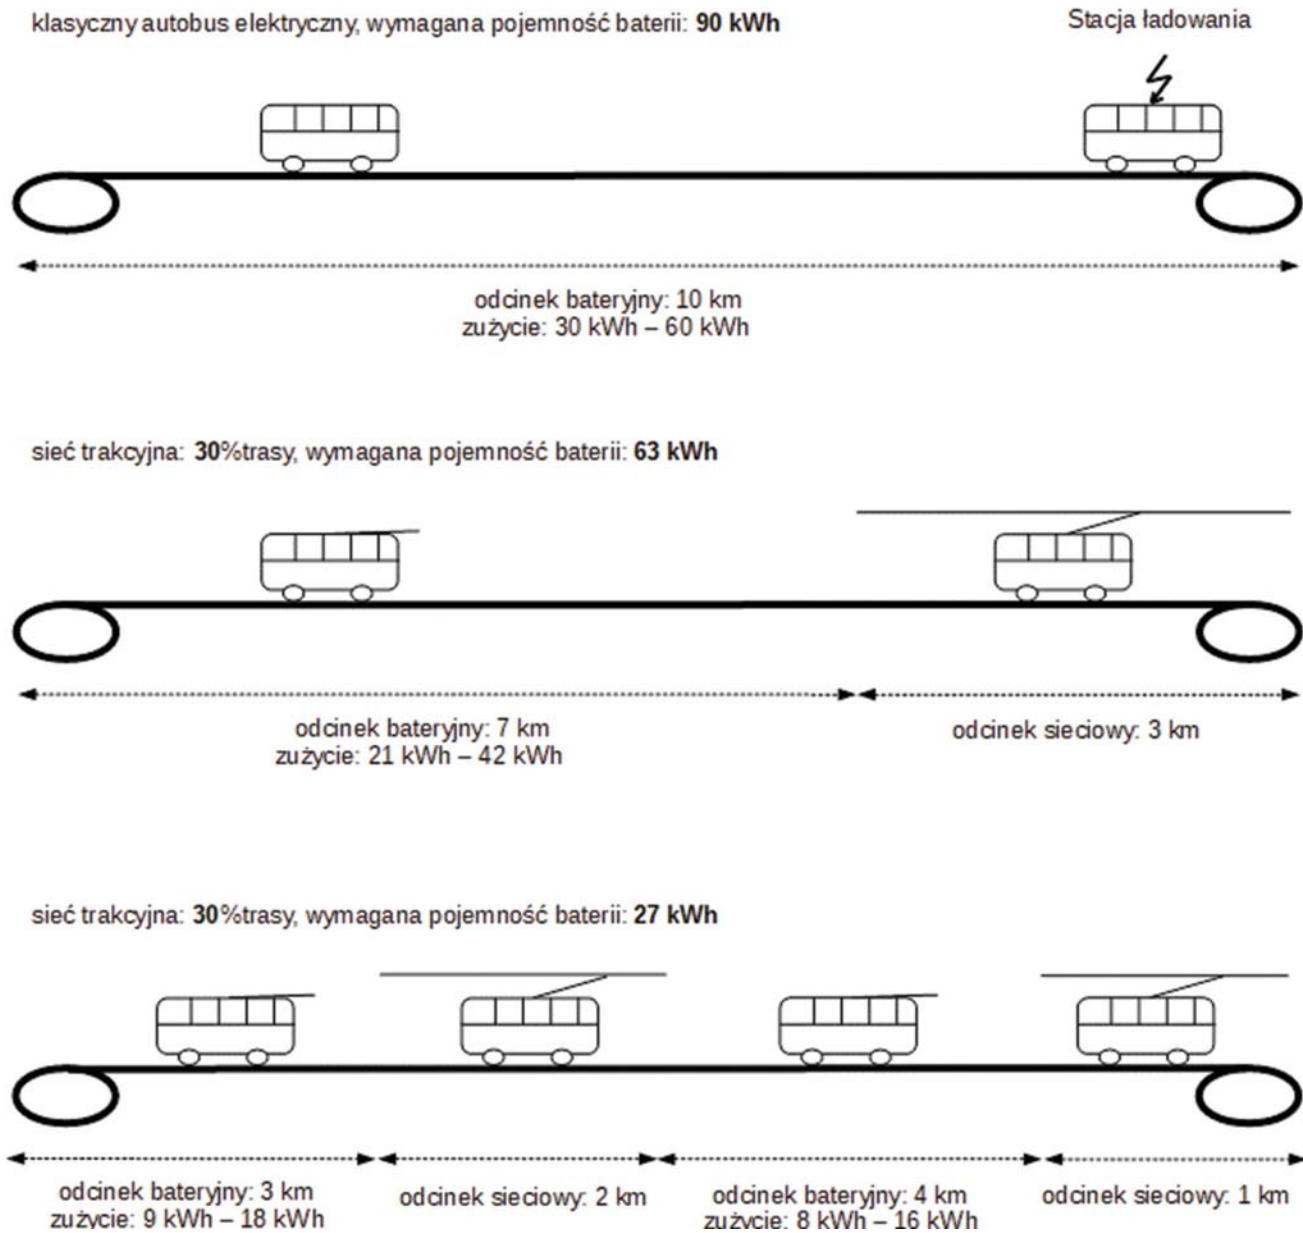 klasyczny autobus elektryczny, wymagana pojemność baterii: 90 kWh
Stacja ładowania
odcinek bateryjny: 10 km
zużycie: 30 kWh – 60 kWh
sieć trakcyjna: 30%trasy, wymagana pojemność baterii: 63 kWh
odcinek bateryjny: 7 km
zużycie: 21 kWh – 42 kWh
odcinek sieciowy: 3 km
sieć trakcyjna: 30%trasy, wymagana pojemność baterii: 27 kWh
odcinek bateryjny: 3 km
zużycie: 9 kWh – 18 kWh
odcinek sieciowy: 2 km
odcinek bateryjny: 4 km
zużycie: 8 kWh – 16 kWh
odcinek sieciowy: 1 km